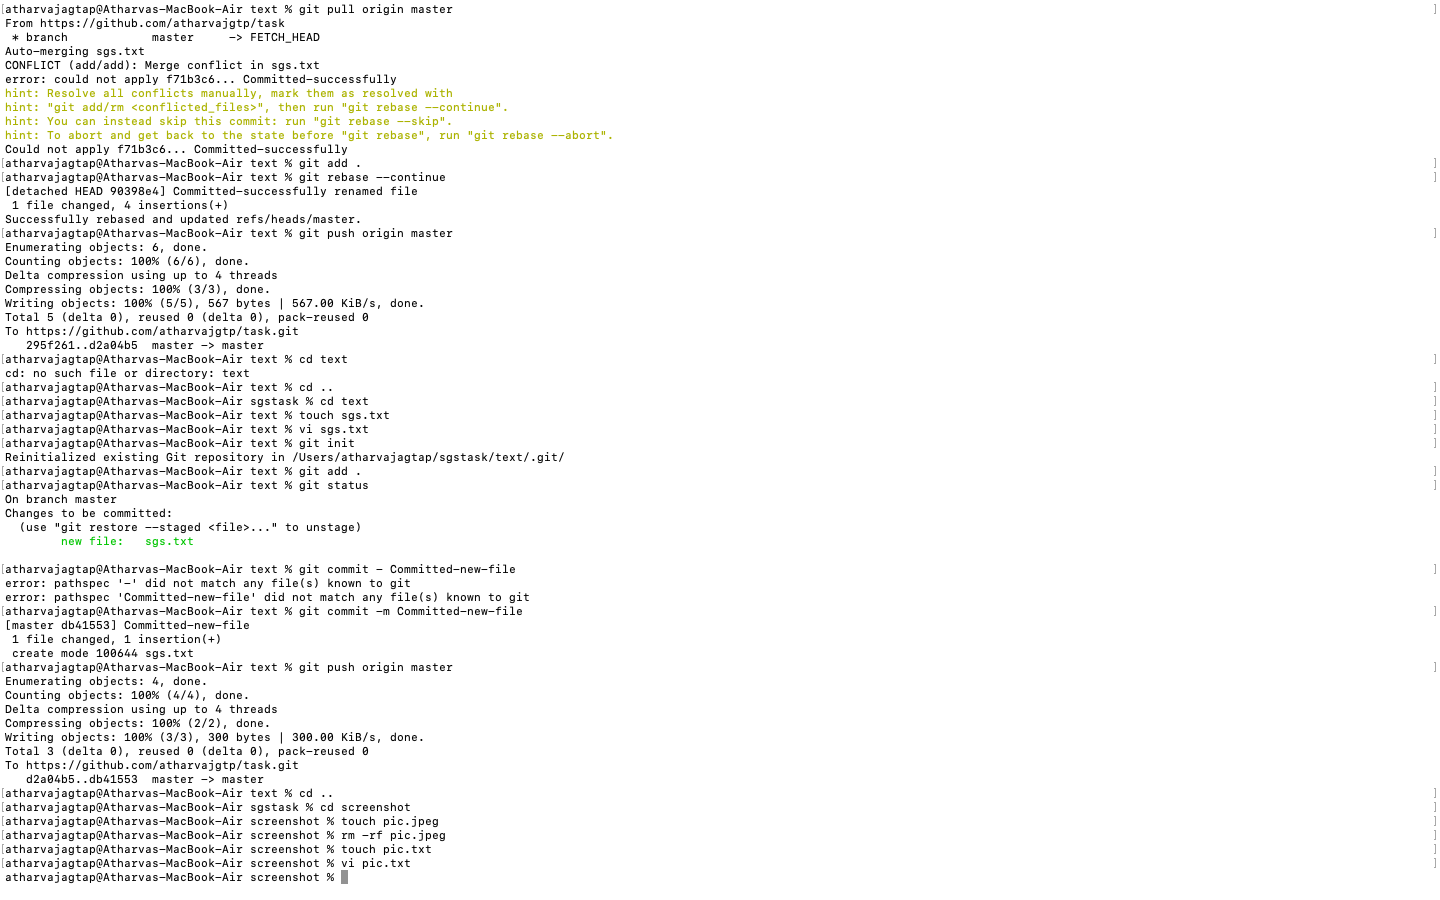 [atharvajagtap@Atharvas-MacBook-Air text % git pull origin master ]
From https://github.com/atharvajgtp/task
 * branch            master     -> FETCH_HEAD
Auto-merging sgs.txt
CONFLICT (add/add): Merge conflict in sgs.txt
error: could not apply f71b3c6... Committed-successfully
hint: Resolve all conflicts manually, mark them as resolved with
hint: "git add/rm <conflicted_files>", then run "git rebase --continue".
hint: You can instead skip this commit: run "git rebase --skip".
hint: To abort and get back to the state before "git rebase", run "git rebase --abort".
Could not apply f71b3c6... Committed-successfully
[atharvajagtap@Atharvas-MacBook-Air text % git add . ]
[atharvajagtap@Atharvas-MacBook-Air text % git rebase --continue ]
[detached HEAD 90398e4] Committed-successfully renamed file
 1 file changed, 4 insertions(+)
Successfully rebased and updated refs/heads/master.
[atharvajagtap@Atharvas-MacBook-Air text % git push origin master ]
Enumerating objects: 6, done.
Counting objects: 100% (6/6), done.
Delta compression using up to 4 threads
Compressing objects: 100% (3/3), done.
Writing objects: 100% (5/5), 567 bytes | 567.00 KiB/s, done.
Total 5 (delta 0), reused 0 (delta 0), pack-reused 0
To https://github.com/atharvajgtp/task.git
   295f261..d2a04b5  master -> master
[atharvajagtap@Atharvas-MacBook-Air text % cd text ]
cd: no such file or directory: text
[atharvajagtap@Atharvas-MacBook-Air text % cd .. ]
[atharvajagtap@Atharvas-MacBook-Air sgstask % cd text ]
[atharvajagtap@Atharvas-MacBook-Air text % touch sgs.txt ]
[atharvajagtap@Atharvas-MacBook-Air text % vi sgs.txt ]
[atharvajagtap@Atharvas-MacBook-Air text % git init ]
Reinitialized existing Git repository in /Users/atharvajagtap/sgstask/text/.git/
[atharvajagtap@Atharvas-MacBook-Air text % git add . ]
[atharvajagtap@Atharvas-MacBook-Air text % git status ]
On branch master
Changes to be committed:
  (use "git restore --staged <file>..." to unstage)
        new file:   sgs.txt
[atharvajagtap@Atharvas-MacBook-Air text % git commit - Committed-new-file ]
error: pathspec '-' did not match any file(s) known to git
error: pathspec 'Committed-new-file' did not match any file(s) known to git
[atharvajagtap@Atharvas-MacBook-Air text % git commit -m Committed-new-file ]
[master db41553] Committed-new-file
 1 file changed, 1 insertion(+)
 create mode 100644 sgs.txt
[atharvajagtap@Atharvas-MacBook-Air text % git push origin master ]
Enumerating objects: 4, done.
Counting objects: 100% (4/4), done.
Delta compression using up to 4 threads
Compressing objects: 100% (2/2), done.
Writing objects: 100% (3/3), 300 bytes | 300.00 KiB/s, done.
Total 3 (delta 0), reused 0 (delta 0), pack-reused 0
To https://github.com/atharvajgtp/task.git
   d2a04b5..db41553  master -> master
[atharvajagtap@Atharvas-MacBook-Air text % cd .. ]
[atharvajagtap@Atharvas-MacBook-Air sgstask % cd screenshot ]
[atharvajagtap@Atharvas-MacBook-Air screenshot % touch pic.jpeg ]
[atharvajagtap@Atharvas-MacBook-Air screenshot % rm -rf pic.jpeg ]
[atharvajagtap@Atharvas-MacBook-Air screenshot % touch pic.txt ]
[atharvajagtap@Atharvas-MacBook-Air screenshot % vi pic.txt ]
atharvajagtap@Atharvas-MacBook-Air screenshot %